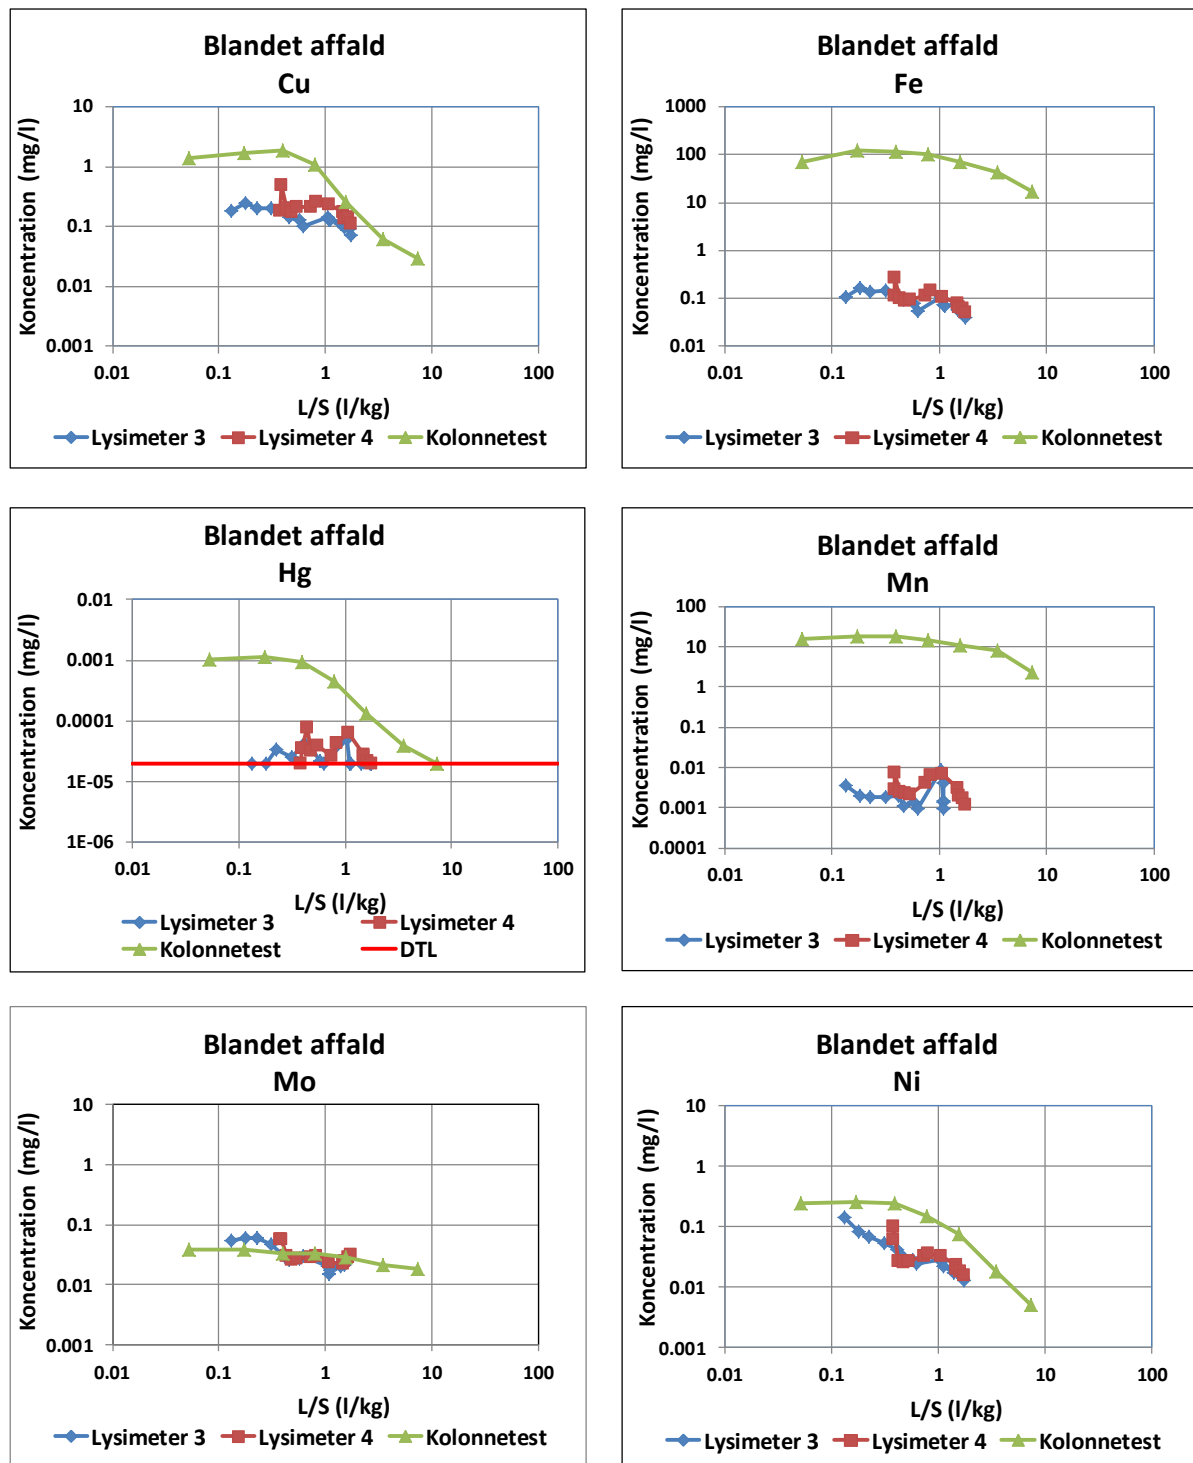 Blandet affald
Cu
Koncentration (mg/l)
10
1
0.1
0.01
0.001
0.01 0.1 1 10 100
L/S (l/kg)
Lysimeter 3 Lysimeter 4 Kolonnetest
Blandet affald
Fe
Koncentration (mg/l)
1000
100
10
1
0.1
0.01
0.01 0.1 1 10 100
L/S (l/kg)
Lysimeter 3 Lysimeter 4 Kolonnetest
Blandet affald
Hg
Koncentration (mg/l)
0.01
0.001
0.0001
1E-05
1E-06
0.01 0.1 1 10 100
L/S (l/kg)
Lysimeter 3 Lysimeter 4
Kolonnetest DTL
Blandet affald
Mn
Koncentration (mg/l)
100
10
1
0.1
0.01
0.001
0.0001
0.01 0.1 1 10 100
L/S (l/kg)
Lysimeter 3 Lysimeter 4 Kolonnetest
Blandet affald
Mo
Koncentration (mg/l)
10
1
0.1
0.01
0.001
0.01 0.1 1 10 100
L/S (l/kg)
Lysimeter 3 Lysimeter 4 Kolonnetest
Blandet affald
Ni
Koncentration (mg/l)
10
1
0.1
0.01
0.001
0.01 0.1 1 10 100
L/S (l/kg)
Lysimeter 3 Lysimeter 4 Kolonnetest